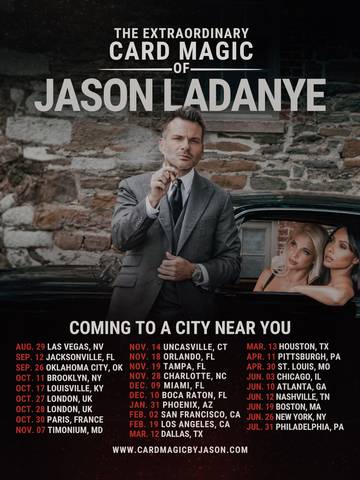 THE EXTRAORDINARY
CARD MAGIC
OF
JASON LADANYE
COMING TO A CITY NEAR YOU
AUG. 29 LAS VEGAS, NV
SEP. 12 JACKSONVILLE, FL
SEP. 26 OKLAHOMA CITY, OK
OCT. 11 BROOKLYN, NY
OCT. 17 LOUISVILLE, KY
OCT. 27 LONDON, UK
OCT. 28 LONDON, UK
OCT. 30 PARIS, FRANCE
NOV. 07 TIMONIUM, MD
NOV. 14 UNCASVILLE, CT
NOV. 18 ORLANDO, FL
NOV. 19 TAMPA, FL
NOV. 28 CHARLOTTE, NC
DEC. 09 MIAMI, FL
DEC. 10 BOCA RATON, FL
JAN. 31 PHOENIX, AZ
FEB. 02 SAN FRANCISCO, CA
FEB. 19 LOS ANGELES, CA
MAR. 12 DALLAS, TX
MAR. 13 HOUSTON, TX
APR. 11 PITTSBURGH, PA
APR. 30 ST. LOUIS, MO
JUN. 03 CHICAGO, IL
JUN. 10 ATLANTA, GA
JUN. 12 NASHVILLE, TN
JUN. 19 BOSTON, MA
JUN. 26 NEW YORK, NY
JUL. 31 PHILADELPHIA, PA
WWW.CARDMAGICBYJASON.COM